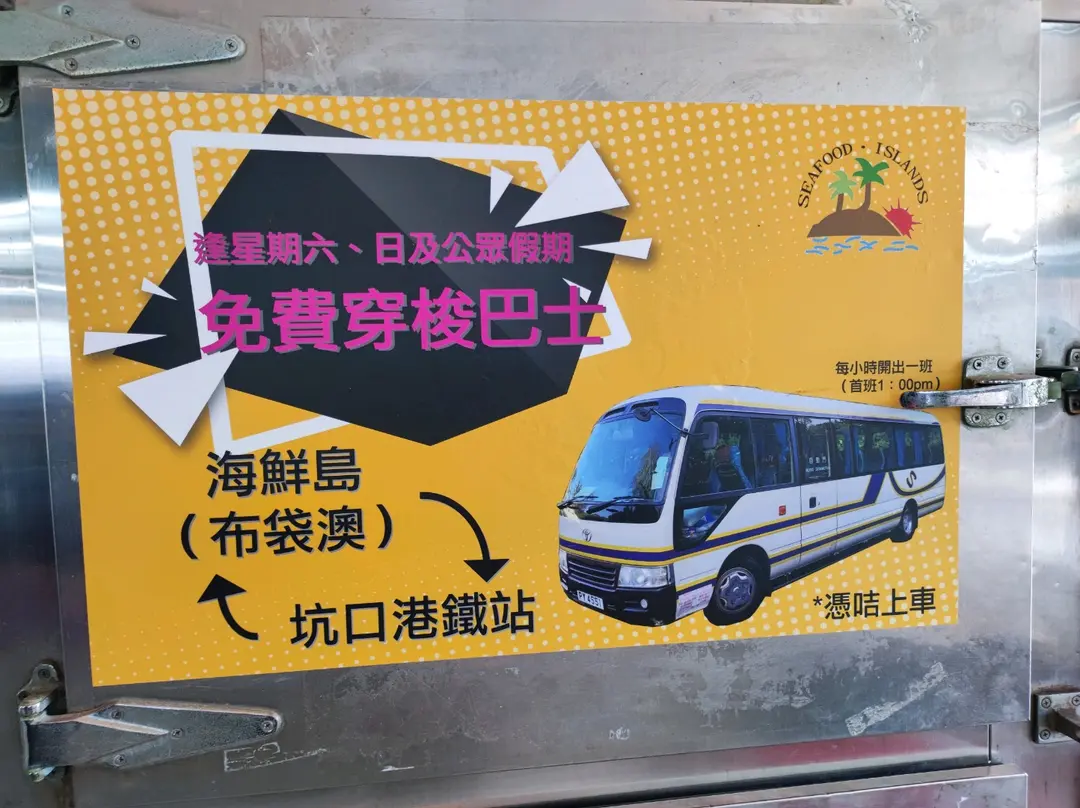 SEAFOOD · ISLANDS
逢星期六、日及公眾假期
免費穿梭巴士
每小時開出一班
（首班1：00pm）
海鮮島
（布袋澳）
坑口港鐵站
*憑咭上車